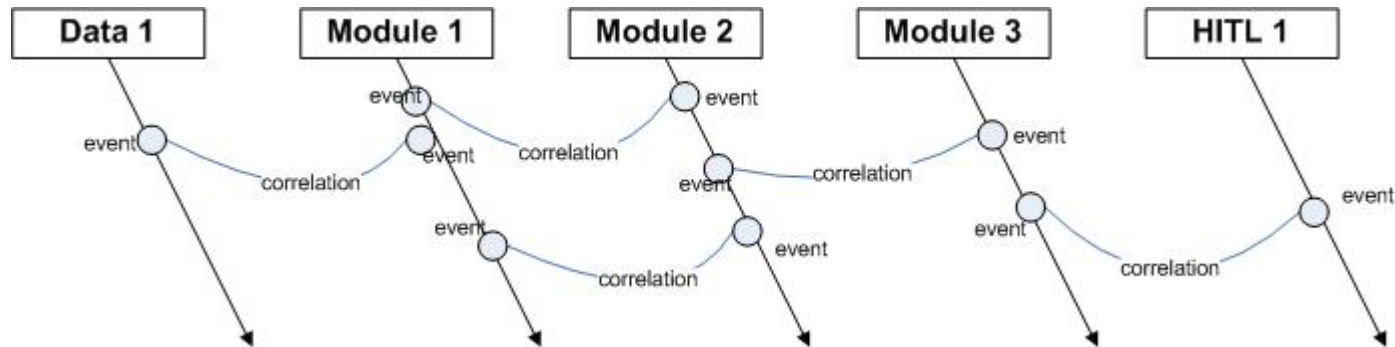 Data 1
Module 1
Module 2
Module 3
HITL 1
event
event
event
event
event
correlation
event
correlation
correlation
event
event
event
event
event
event
correlation
correlation